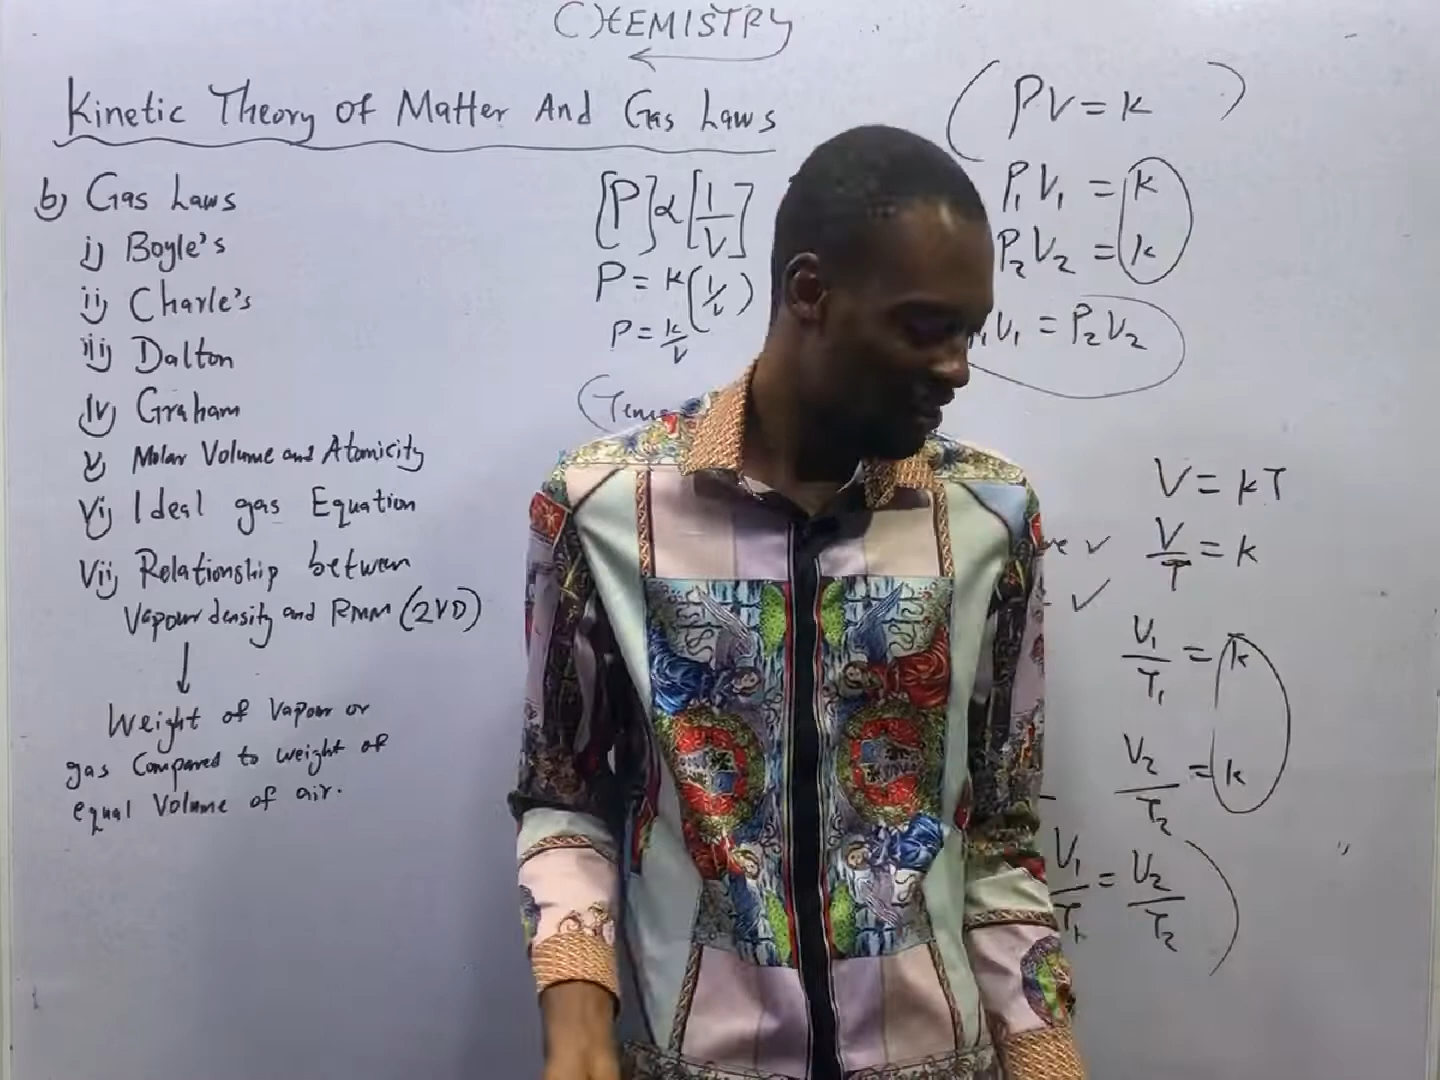 CHEMISTRY
Kinetic Theory Of Matter And Gas Laws
b) Gas Laws
i) Boyle's
ii) Charle's
iii) Dalton
iv) Graham
v) Molar Volume and Atomicity
vi) Ideal gas Equation
vii) Relationship between
Vapour density and RMM (2VD)
↓
Weight of Vapour or
gas Compared to weight of
equal Volume of air.
[P] ∝ [1/V]
P = k(1/V)
P = k/V
(PV = k)
P₁V₁ = k
P₂V₂ = k
V₁ = P₂V₂
V = kT
V/T = k
V₁/T₁ = k
V₂/T₂ = k
V₁/T₁ = V₂/T₂